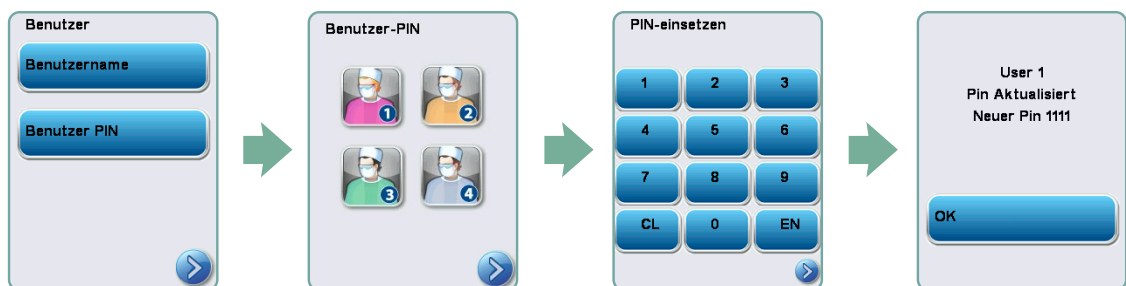 Benutzer
Benutzername
Benutzer PIN
Benutzer-PIN
1
2
3
4
PIN-einsetzen
1 2 3
4 5 6
7 8 9
CL 0 EN
User 1
Pin Aktualisiert
Neuer Pin 1111
OK